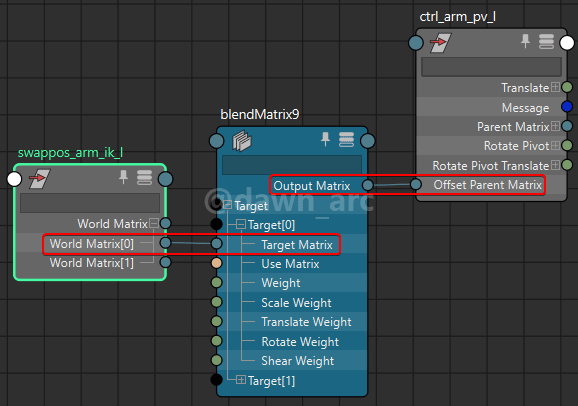 ctrl_arm_pv_l
Translate
Message
Parent Matrix
Rotate Pivot
Rotate Pivot Translate
Offset Parent Matrix
blendMatrix9
Output Matrix
Target
Target[0]
Target Matrix
Use Matrix
Weight
Scale Weight
Translate Weight
Rotate Weight
Shear Weight
Target[1]
swappos_arm_ik_l
World Matrix
World Matrix[0]
World Matrix[1]
@dawn_arc